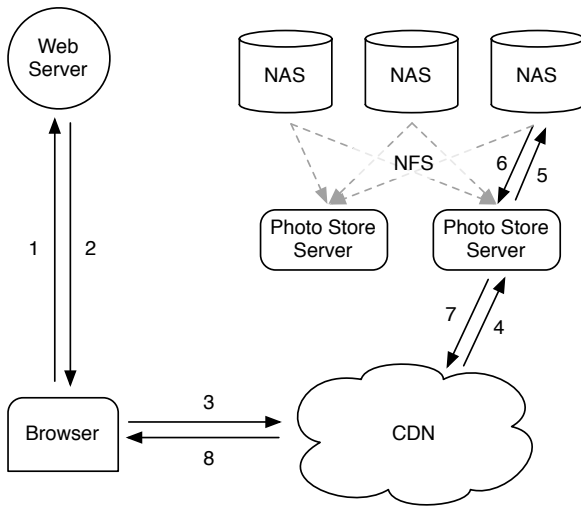 Web
Server
NAS
NAS
NAS
NFS
6
5
Photo Store
Server
Photo Store
Server
1
2
7
4
3
Browser
CDN
8